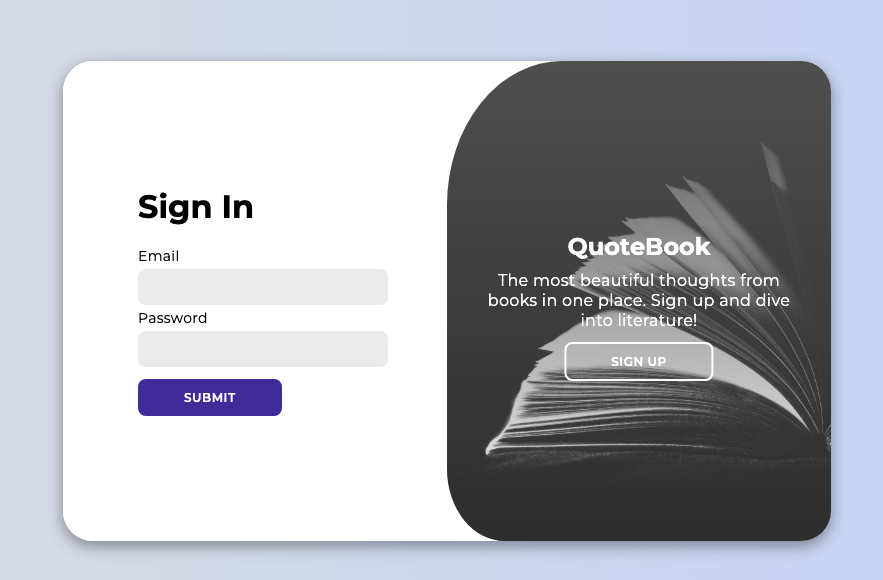 Sign In
Email
Password
SUBMIT
QuoteBook
The most beautiful thoughts from
books in one place. Sign up and dive
into literature!
SIGN UP